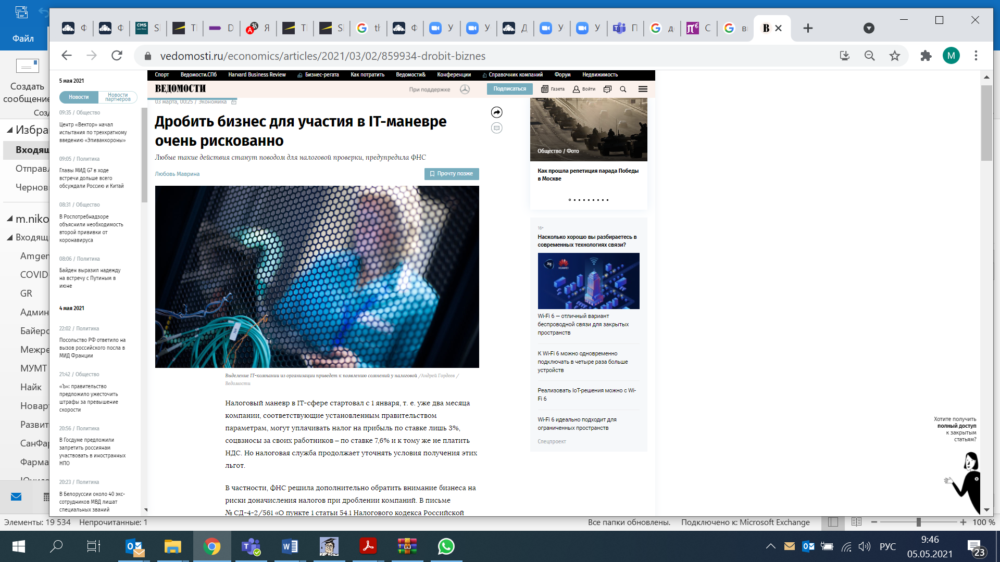 Файл
Создать
сообщение
Ф
Ф
CMS
D
Я
Ф
У
У
Д
У
У
П
С
vedomosti.ru/economics/articles/2021/03/02/859934-drobit-biznes
M
Входящ
m.niko
Входящ
Amgen
COVID-
GR
Админ
МУМТ
Найк
Элементы: 19 534 Непрочитанные: 1
5 мая 2021
Новости
Новости
партнеров
09:35 / Общество
Центр «Вектор» начал
испытания по трехкратному
введению «Эпиваккороны»
09:05 / Политика
Главы МИД G7 в ходе
встречи дольше всего
обсуждали Россию и Китай
08:31 / Общество
В Роспотребнадзоре
объяснили необходимость
второй прививки от
коронавируса
08:06 / Политика
Байден выразил надежду
на встречу с Путиным в
июне
4 мая 2021
22:02 / Политика
Посольство РФ ответило на
вызов российского посла в
МИД Франции
21:42 / Общество
«Ъ»: правительство
предложило ужесточить
штрафы за превышение
скорости
20:56 / Политика
В Госдуме предложили
запретить россиянам
участвовать в иностранных
НПО
20:23 / Политика
В Белоруссии около 40 экс-
сотрудников МВД лишат
специальных званий
Спорт Ведомости.СПб Harvard Business Review Бизнес-регата Как потратить Ведомости& Конференции Справочник компаний Форум Недвижимость
ВЕДОМОСТИ При поддержке Подписаться Газета Войти
03 марта, 00:25 / Экономика
Дробить бизнес для участия в IT-маневре
очень рискованно
Любые такие действия станут поводом для налоговой проверки, предупредила ФНС
Любовь Маврина
Прочту позже
Выделение IT-компании из организации приведет к появлению сомнений у налоговой /Андрей Гордеев /
Ведомости
Налоговый маневр в IT-сфере стартовал с 1 января, т. е. уже два месяца
компании, соответствующие установленным правительством
параметрам, могут уплачивать налог на прибыль по ставке лишь 3%,
соцвзносы за своих работников – по ставке 7,6% и к тому же не платить
НДС. Но налоговая служба продолжает уточнять условия получения этих
льгот.
В частности, ФНС решила дополнительно обратить внимание бизнеса на
риски доначисления налогов при дроблении компаний. В письме
№ СД-4-2/561 «О пункте 1 статьи 54.1 Налогового кодекса Российской
Общество / Фото
Как прошла репетиция парада Победы
в Москве
16+
Насколько хорошо вы разбираетесь в
современных технологиях связи?
HUAWEI
Wi-Fi 6 — отличный вариант
беспроводной связи для закрытых
пространств
К Wi-Fi 6 можно одновременно
подключать в четыре раза больше
устройств
Реализовать IoT-решения можно с Wi-
Fi 6
Wi-Fi 6 идеально подходит для
ограниченных пространств
Спецпроект
Хотите получить
полный доступ
к закрытым
статьям?
Все папки обновлены. Подключено к: Microsoft Exchange
100 %
РУС
9:46
05.05.2021
23